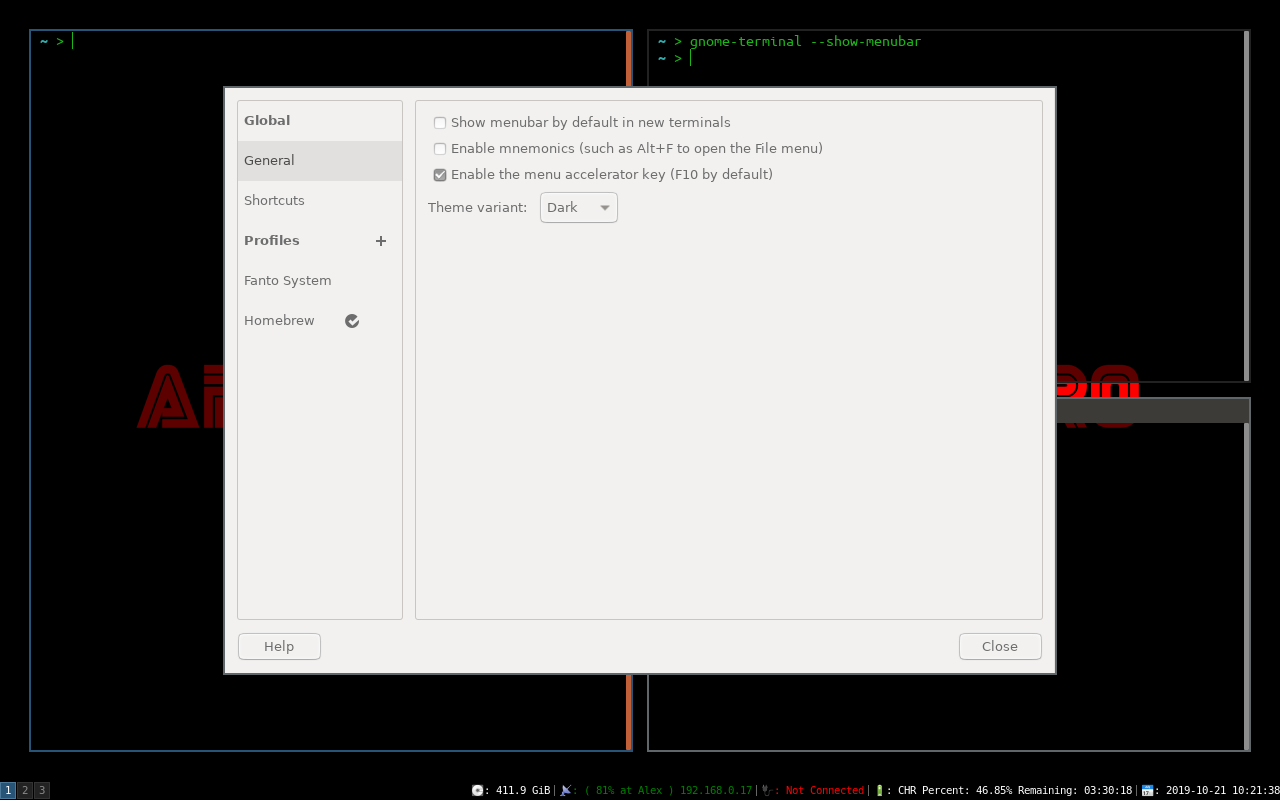 ~ >
~ > gnome-terminal --show-menubar
~ >
Global
General
Shortcuts
Profiles +
Fanto System
Homebrew
Show menubar by default in new terminals
Enable mnemonics (such as Alt+F to open the File menu)
Enable the menu accelerator key (F10 by default)
Theme variant: Dark
Help
Close
1 2 3
: 411.9 GiB| : ( 81% at Alex ) 192.168.0.17| : Not Connected| : CHR Percent: 46.85% Remaining: 03:30:18| : 2019-10-21 10:21:38